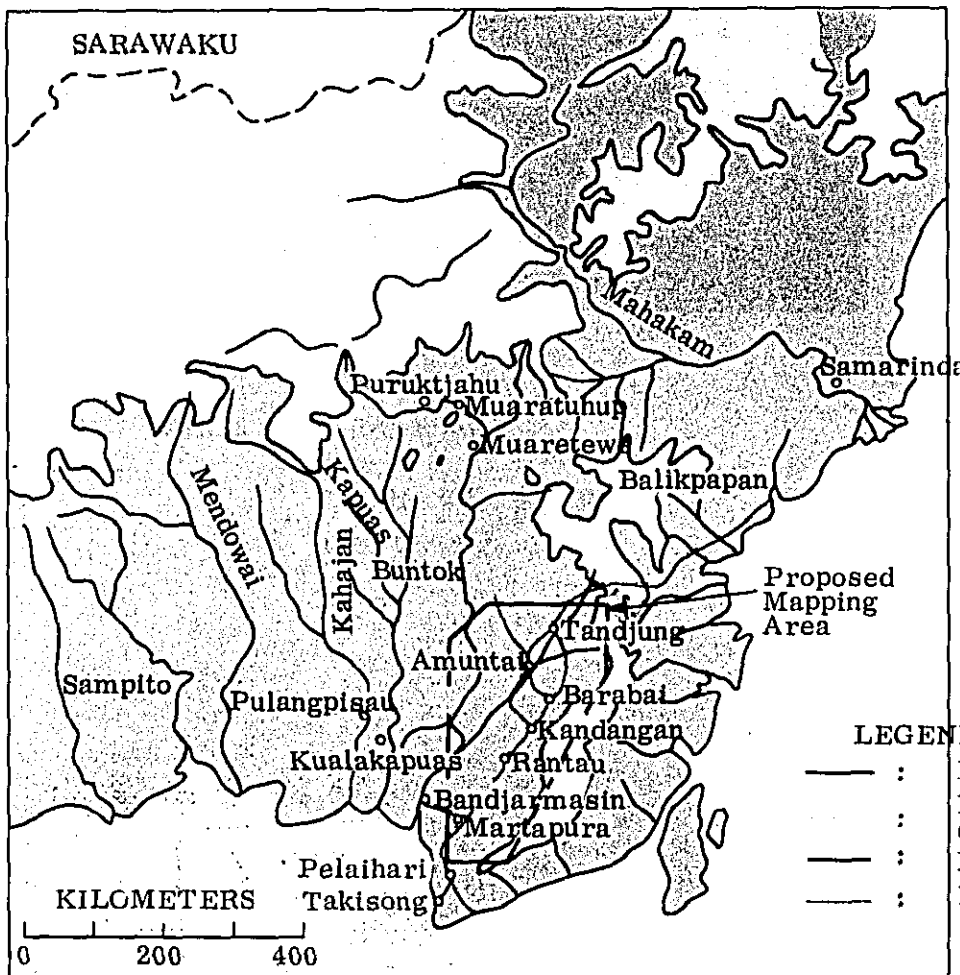 SARAWAKU
Mahakam
Samarinda
Puruktjahu
Muaratuhup
Muaretewe
Balikpapan
Mendowai
Kapuas
Kahajan
Buntok
Proposed
Mapping
Area
Tandjung
Amuntai
Sampito
Pulangpisau
Barabai
Kandangan
Kualakapuas
Rantau
LEGEN
:
:
:
:
Bandjarmasin
Martapura
Pelaihari
Takisong
KILOMETERS
0 200 400